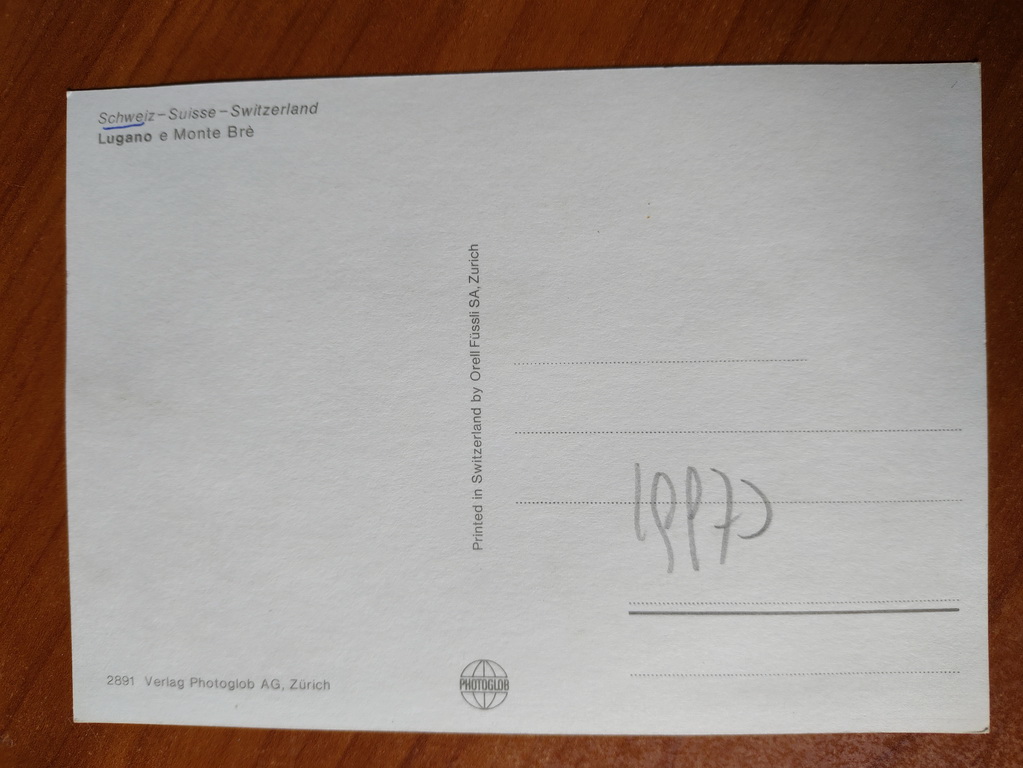 Schweiz – Suisse – Switzerland
Lugano e Monte Brè
Printed in Switzerland by Orell Füssli SA, Zurich
2891 Verlag Photoglob AG, Zürich
PHOTOGLOB